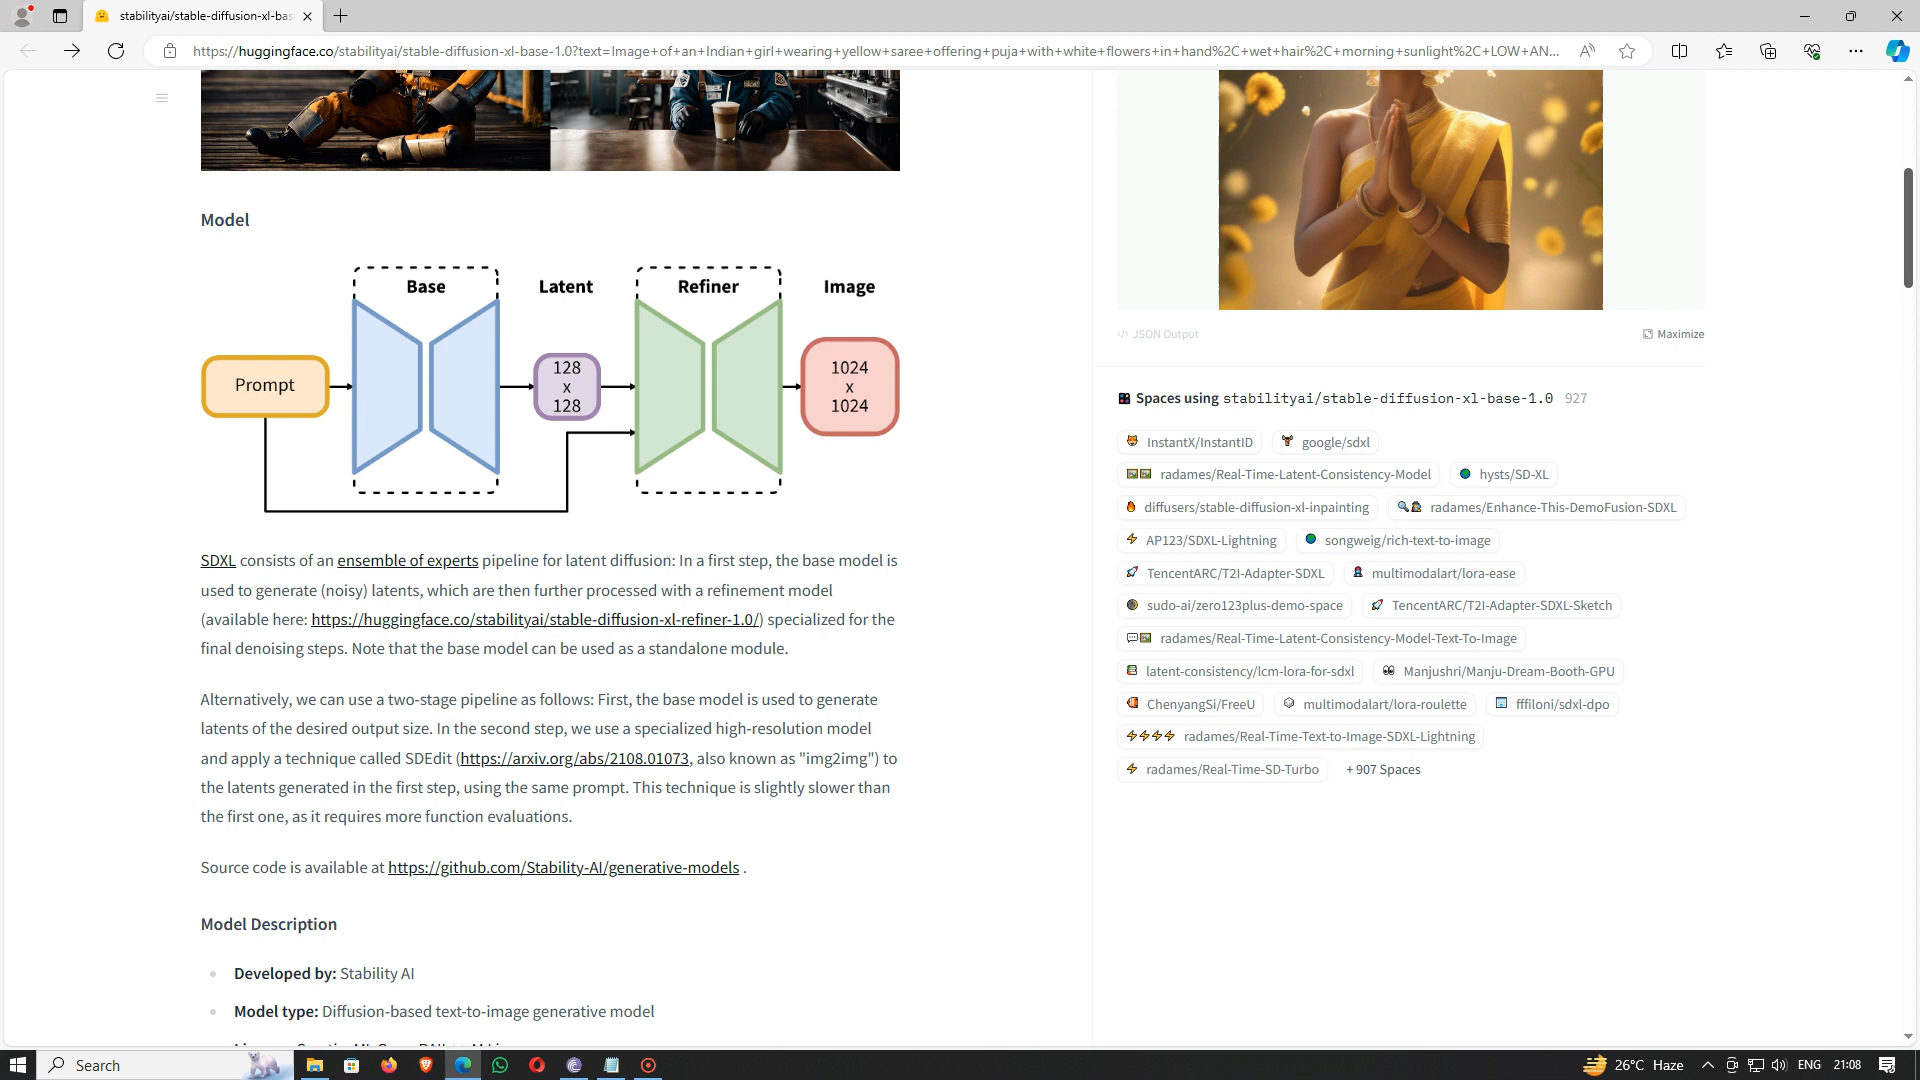 stabilityai/stable-diffusion-xl-bas
https://huggingface.co/stabilityai/stable-diffusion-xl-base-1.0?text=Image+of+an+Indian+girl+wearing+yellow+saree+offering+puja+with+white+flowers+in+hand%2C+wet+hair%2C+morning+sunlight%2C+LOW+AN...
Model
Base
Latent
Refiner
Image
Prompt
128
x
128
1024
x
1024
SDXL consists of an ensemble of experts pipeline for latent diffusion: In a first step, the base model is
used to generate (noisy) latents, which are then further processed with a refinement model
(available here: https://huggingface.co/stabilityai/stable-diffusion-xl-refiner-1.0/) specialized for the
final denoising steps. Note that the base model can be used as a standalone module.
Alternatively, we can use a two-stage pipeline as follows: First, the base model is used to generate
latents of the desired output size. In the second step, we use a specialized high-resolution model
and apply a technique called SDEdit (https://arxiv.org/abs/2108.01073, also known as "img2img") to
the latents generated in the first step, using the same prompt. This technique is slightly slower than
the first one, as it requires more function evaluations.
Source code is available at https://github.com/Stability-AI/generative-models .
Model Description
Developed by: Stability AI
Model type: Diffusion-based text-to-image generative model
JSON Output
Maximize
Spaces using stabilityai/stable-diffusion-xl-base-1.0 927
InstantX/InstantID
google/sdxl
radames/Real-Time-Latent-Consistency-Model
hysts/SD-XL
diffusers/stable-diffusion-xl-inpainting
radames/Enhance-This-DemoFusion-SDXL
AP123/SDXL-Lightning
songweig/rich-text-to-image
TencentARC/T2I-Adapter-SDXL
multimodalart/lora-ease
sudo-ai/zero123plus-demo-space
TencentARC/T2I-Adapter-SDXL-Sketch
radames/Real-Time-Latent-Consistency-Model-Text-To-Image
latent-consistency/lcm-lora-for-sdxl
Manjushri/Manju-Dream-Booth-GPU
ChenyangSi/FreeU
multimodalart/lora-roulette
fffiloni/sdxl-dpo
radames/Real-Time-Text-to-Image-SDXL-Lightning
radames/Real-Time-SD-Turbo
+ 907 Spaces
Search
26°C Haze
ENG
21:08